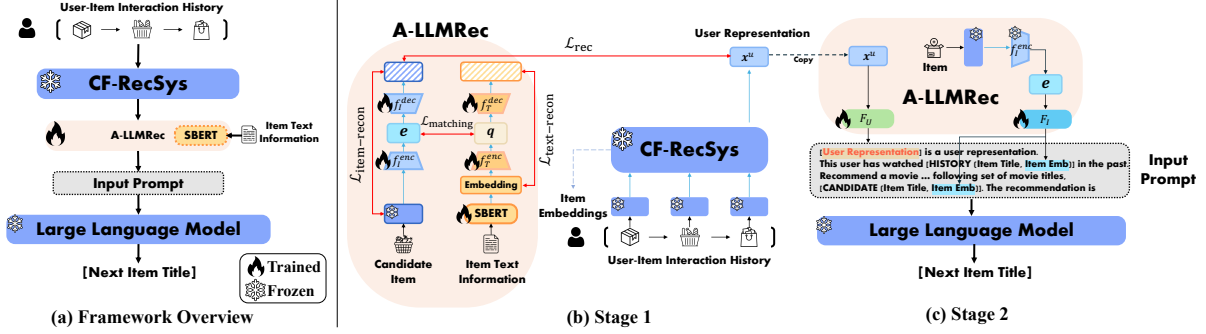 User-Item Interaction History
CF-RecSys
A-LLMRec
SBERT
Item Text
Information
Input Prompt
Large Language Model
[Next Item Title]
Trained
Frozen
(a) Framework Overview
A-LLMRec
ℒ_rec
ℒ_item−recon
f_I^dec
f_T^dec
ℒ_matching
e
q
ℒ_text−recon
f_I^enc
f_T^enc
Embedding
SBERT
Candidate
Item
Item Text
Information
User Representation
x^u
Copy
CF-RecSys
Item
Embeddings
User-Item Interaction History
(b) Stage 1
x^u
Item
f_I^enc
e
A-LLMRec
F_U
F_I
[User Representation] is a user representation.
This user has watched [HISTORY (Item Title, Item Emb)] in the past.
Recommend a movie ... following set of movie titles,
[CANDIDATE (Item Title, Item Emb)]. The recommendation is
Input
Prompt
Large Language Model
[Next Item Title]
(c) Stage 2